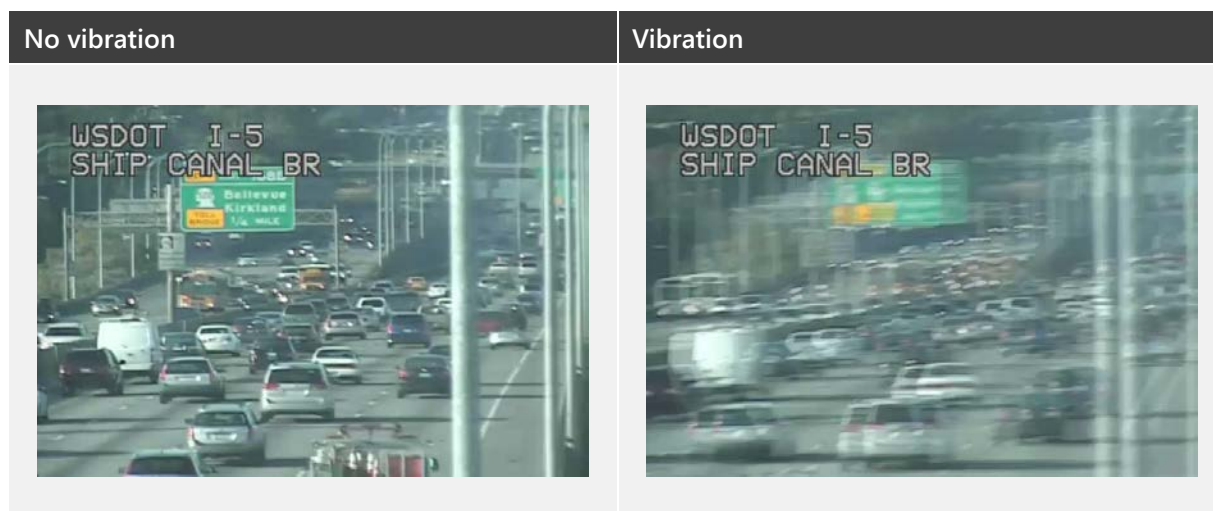 No vibration
Vibration
WSDOT I-5
SHIP CANAL BR
Bellevue
Kirkland
TOLL
1/4 MILE
WSDOT I-5
SHIP CANAL BR